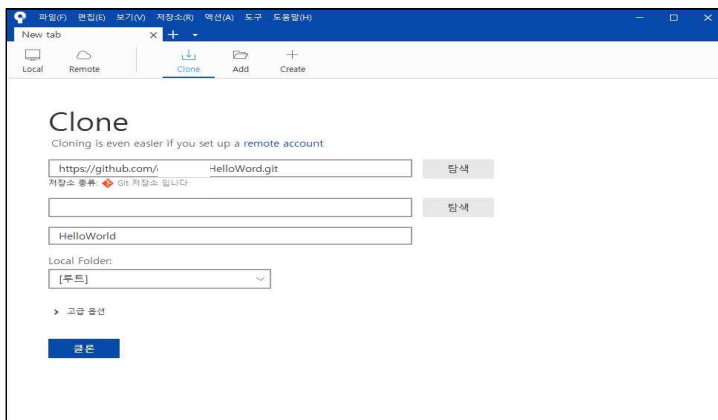 파일(F) 편집(E) 보기(V) 저장소(R) 액션(A) 도구 도움말(H)
New tab
Local Remote Clone Add Create
Clone
Cloning is even easier if you set up a remote account
https://github.com/ HelloWord.git 탐색
저장소 종류: Git 저장소 입니다
탐색
HelloWorld
Local Folder:
[루트]
고급 옵션
클론